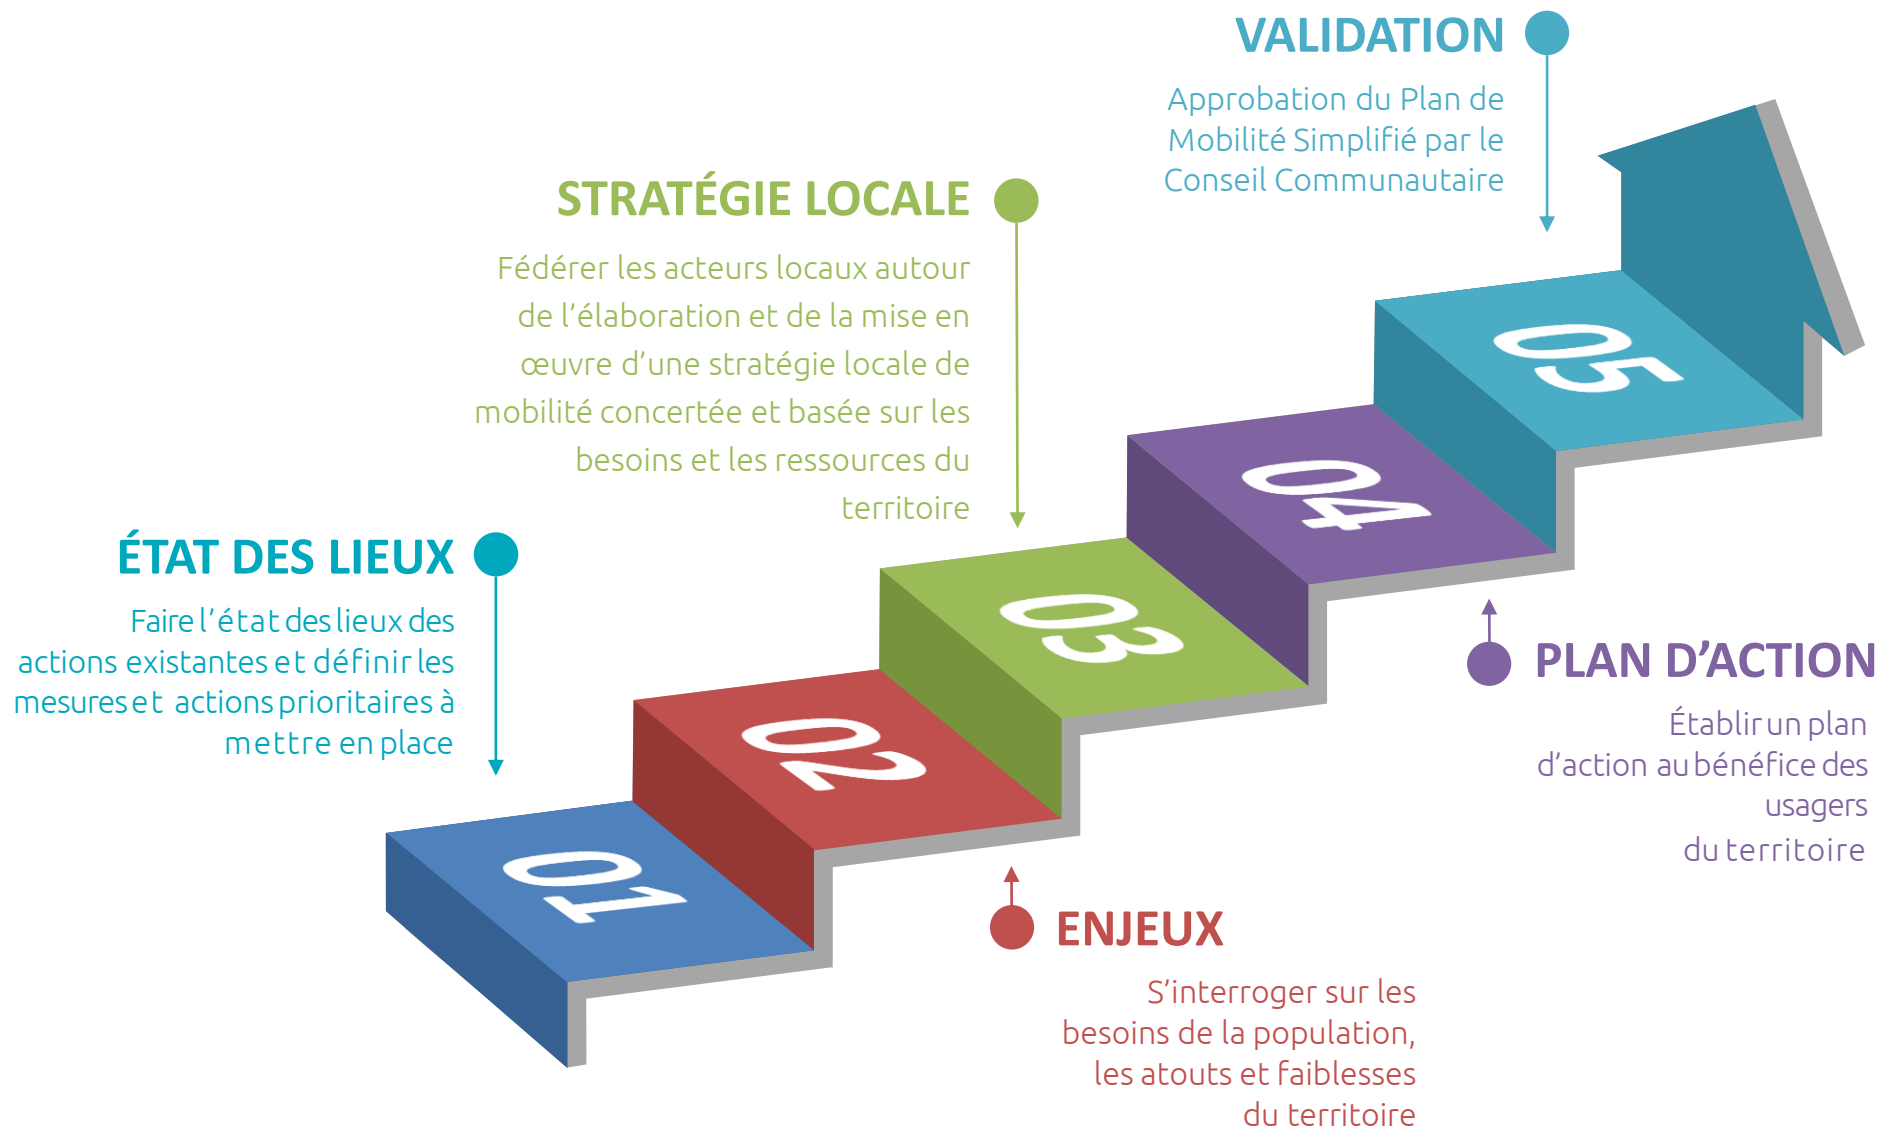 ÉTAT DES LIEUX
Faire l’état des lieux des
actions existantes et définir les
mesures et actions prioritaires à
mettre en place
01
ENJEUX
S’interroger sur les
besoins de la population,
les atouts et faiblesses
du territoire
02
STRATÉGIE LOCALE
Fédérer les acteurs locaux autour
de l’élaboration et de la mise en
œuvre d’une stratégie locale de
mobilité concertée et basée sur les
besoins et les ressources du
territoire
03
PLAN D’ACTION
Établir un plan
d’action au bénéfice des
usagers
du territoire
04
VALIDATION
Approbation du Plan de
Mobilité Simplifié par le
Conseil Communautaire
05